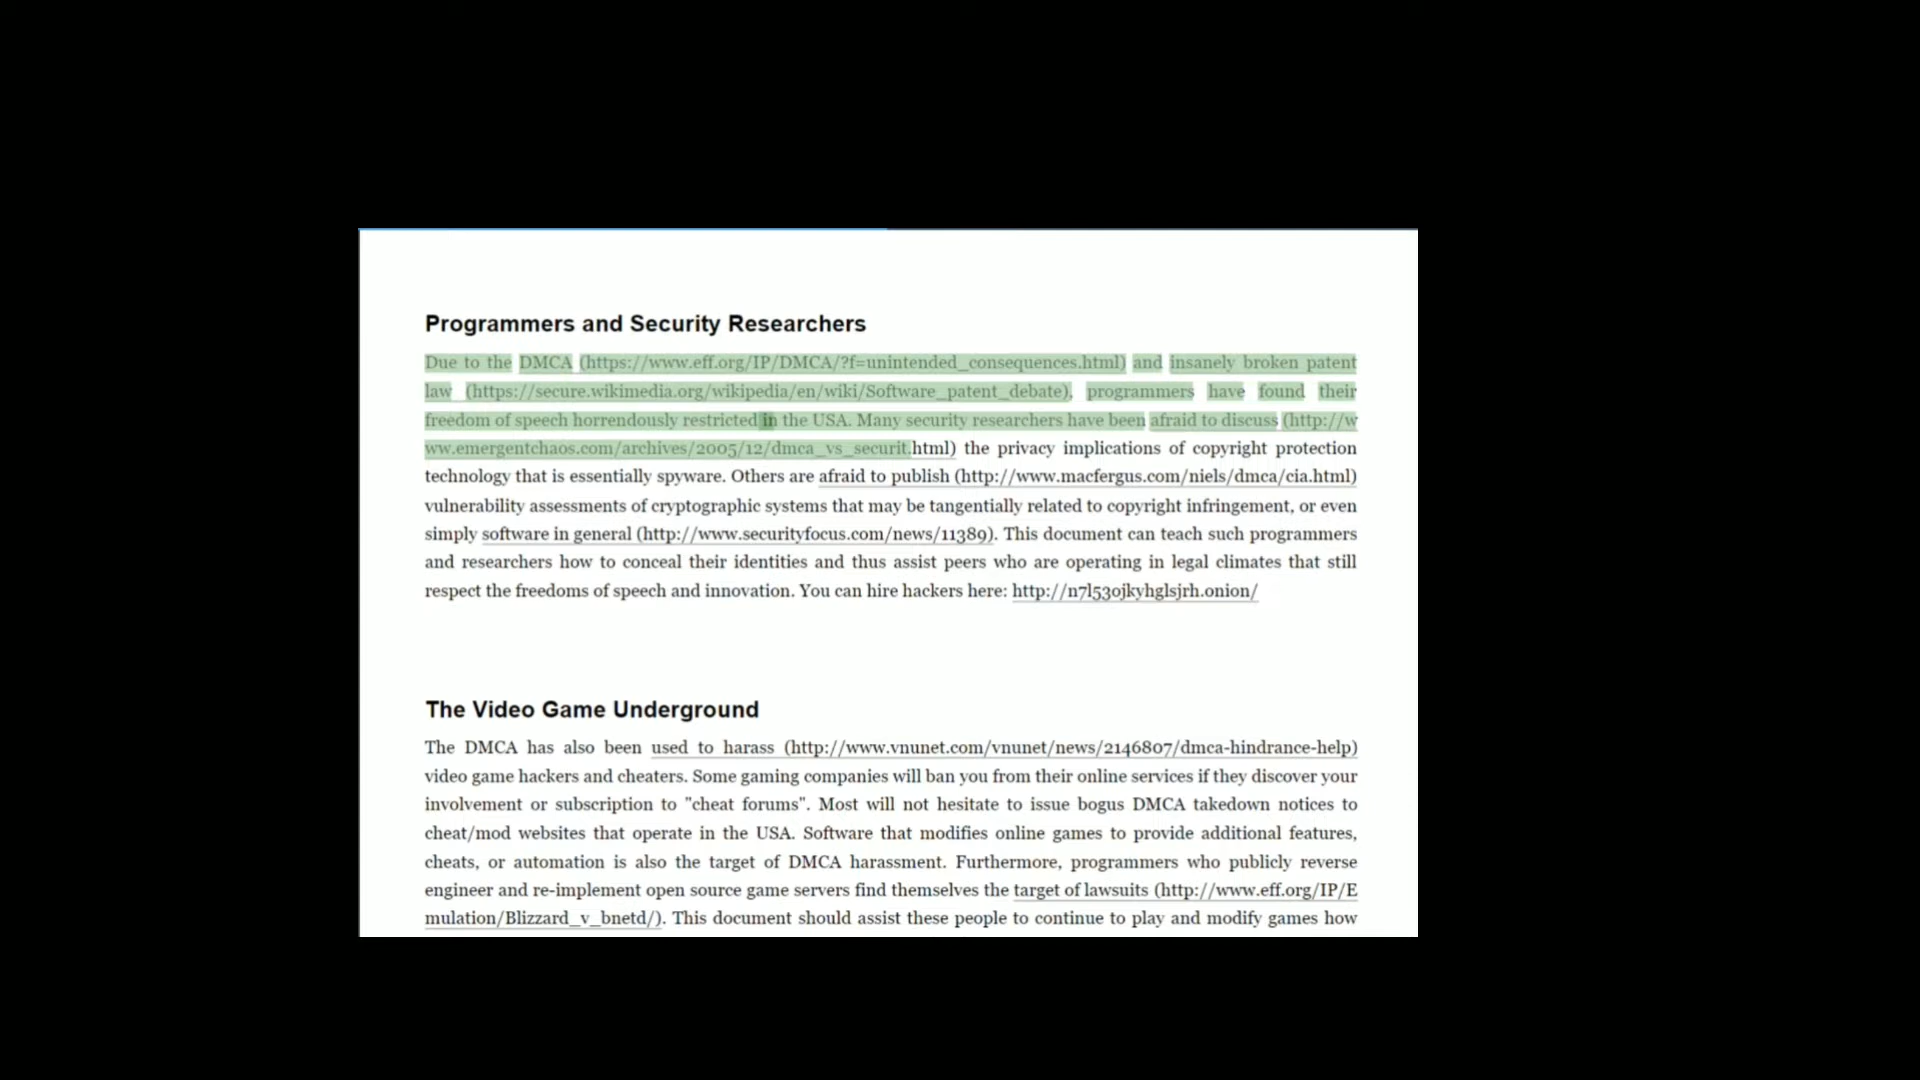 Programmers and Security Researchers
Due to the DMCA (https://www.eff.org/IP/DMCA/?f=unintended_consequences.html) and insanely broken patent
law (https://secure.wikimedia.org/wikipedia/en/wiki/Software_patent_debate), programmers have found their
freedom of speech horrendously restricted in the USA. Many security researchers have been afraid to discuss (http://w
ww.emergentchaos.com/archives/2005/12/dmca_vs_securit.html) the privacy implications of copyright protection
technology that is essentially spyware. Others are afraid to publish (http://www.macfergus.com/niels/dmca/cia.html)
vulnerability assessments of cryptographic systems that may be tangentially related to copyright infringement, or even
simply software in general (http://www.securityfocus.com/news/11389). This document can teach such programmers
and researchers how to conceal their identities and thus assist peers who are operating in legal climates that still
respect the freedoms of speech and innovation. You can hire hackers here: http://n7l53ojkyhglsjrh.onion/
The Video Game Underground
The DMCA has also been used to harass (http://www.vnunet.com/vnunet/news/2146807/dmca-hindrance-help)
video game hackers and cheaters. Some gaming companies will ban you from their online services if they discover your
involvement or subscription to "cheat forums". Most will not hesitate to issue bogus DMCA takedown notices to
cheat/mod websites that operate in the USA. Software that modifies online games to provide additional features,
cheats, or automation is also the target of DMCA harassment. Furthermore, programmers who publicly reverse
engineer and re-implement open source game servers find themselves the target of lawsuits (http://www.eff.org/IP/E
mulation/Blizzard_v_bnetd/). This document should assist these people to continue to play and modify games how